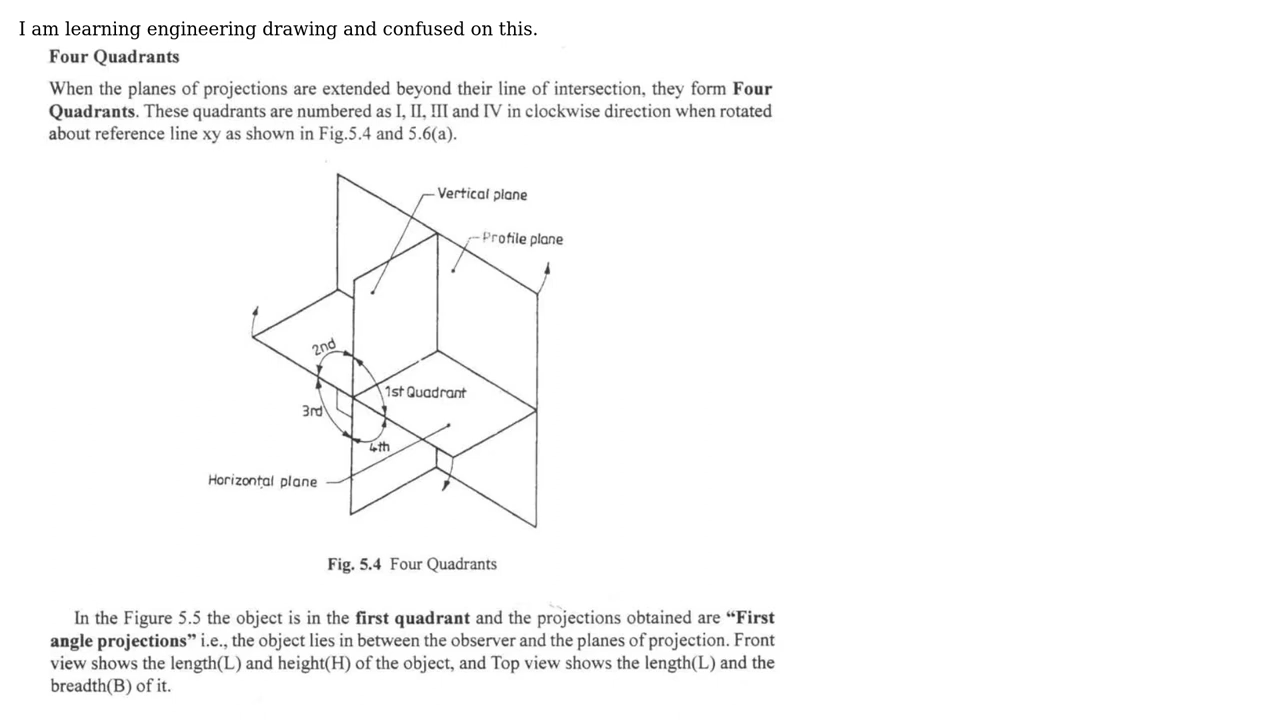 I am learning engineering drawing and confused on this.
Four Quadrants
When the planes of projections are extended beyond their line of intersection, they form Four
Quadrants. These quadrants are numbered as I, II, III and IV in clockwise direction when rotated
about reference line xy as shown in Fig.5.4 and 5.6(a).
Vertical plane
Profile plane
2nd
1st Quadrant
3rd
4th
Horizontal plane
Fig. 5.4 Four Quadrants
In the Figure 5.5 the object is in the first quadrant and the projections obtained are “First
angle projections” i.e., the object lies in between the observer and the planes of projection. Front
view shows the length(L) and height(H) of the object, and Top view shows the length(L) and the
breadth(B) of it.